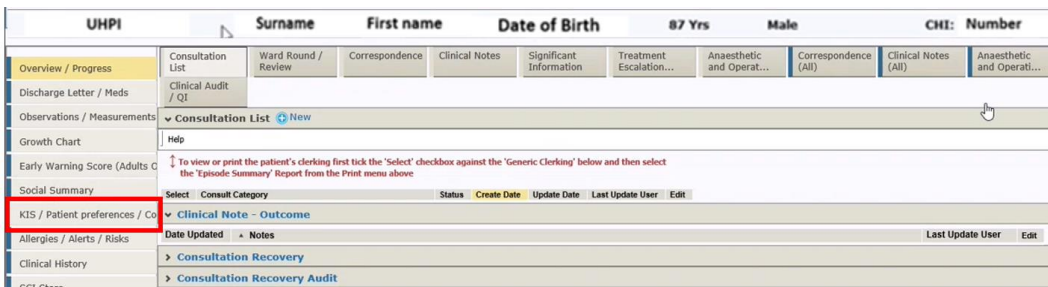 UHPI Surname First name Date of Birth 87 Yrs Male CHI: Number
Overview / Progress
Discharge Letter / Meds
Observations / Measurements
Growth Chart
Early Warning Score (Adults O
Social Summary
KIS / Patient preferences / Co
Allergies / Alerts / Risks
Clinical History
Consultation
List
Ward Round /
Review
Correspondence
Clinical Notes
Significant
Information
Treatment
Escalation...
Anaesthetic
and Operat...
Correspondence
(All)
Clinical Notes
(All)
Anaesthetic
and Operati...
Clinical Audit
/ QI
Consultation List New
Help
To view or print the patient's clerking first tick the 'Select' checkbox against the 'Generic Clerking' below and then select
the 'Episode Summary' Report from the Print menu above
Select Consult Category Status Create Date Update Date Last Update User Edit
Clinical Note - Outcome
Date Updated Notes Last Update User Edit
Consultation Recovery
Consultation Recovery Audit